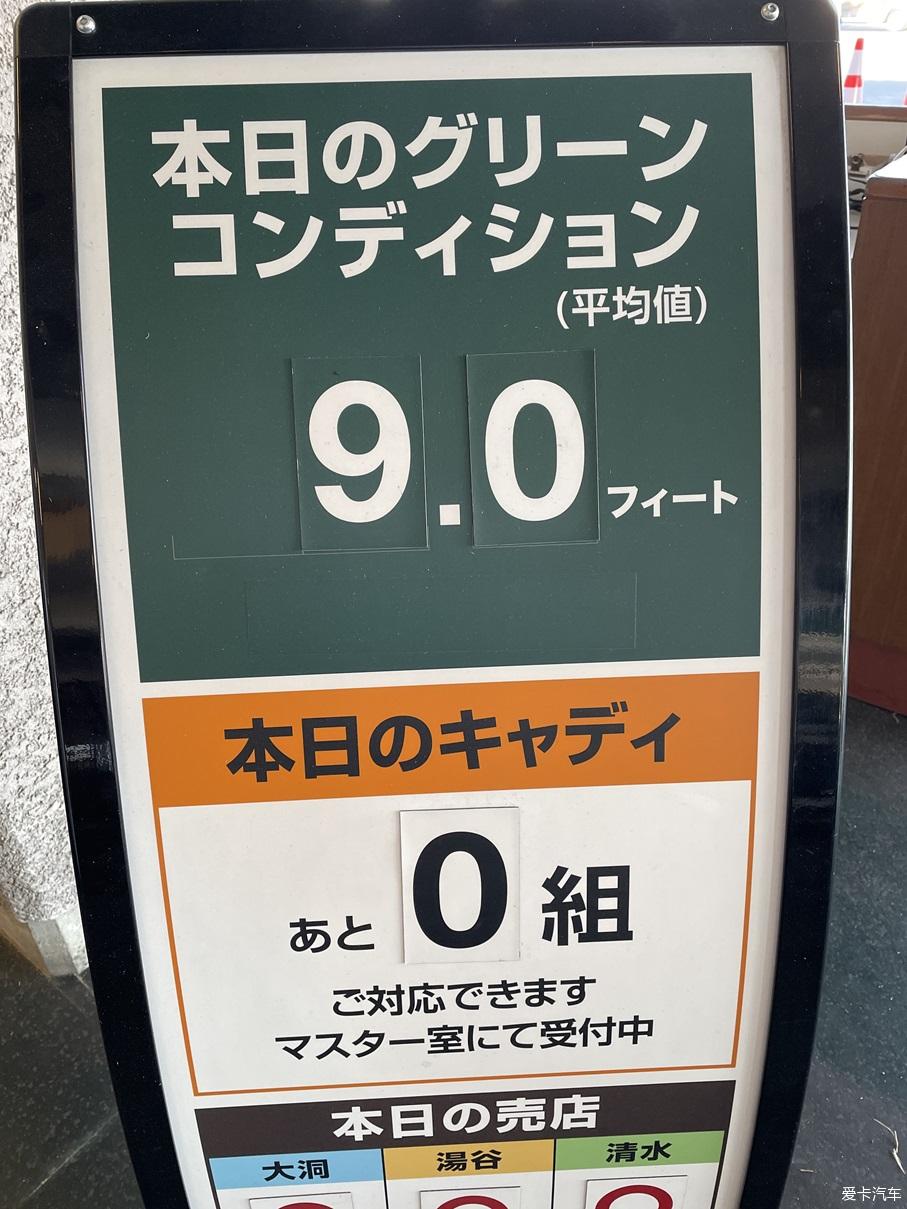 本日のグリーン
コンディション
(平均値)
9.0フィート
本日のキャディ
あと 0 組
ご対応できます
マスター室にて受付中
本日の売店
大洞 湯谷 清水
爱卡汽车